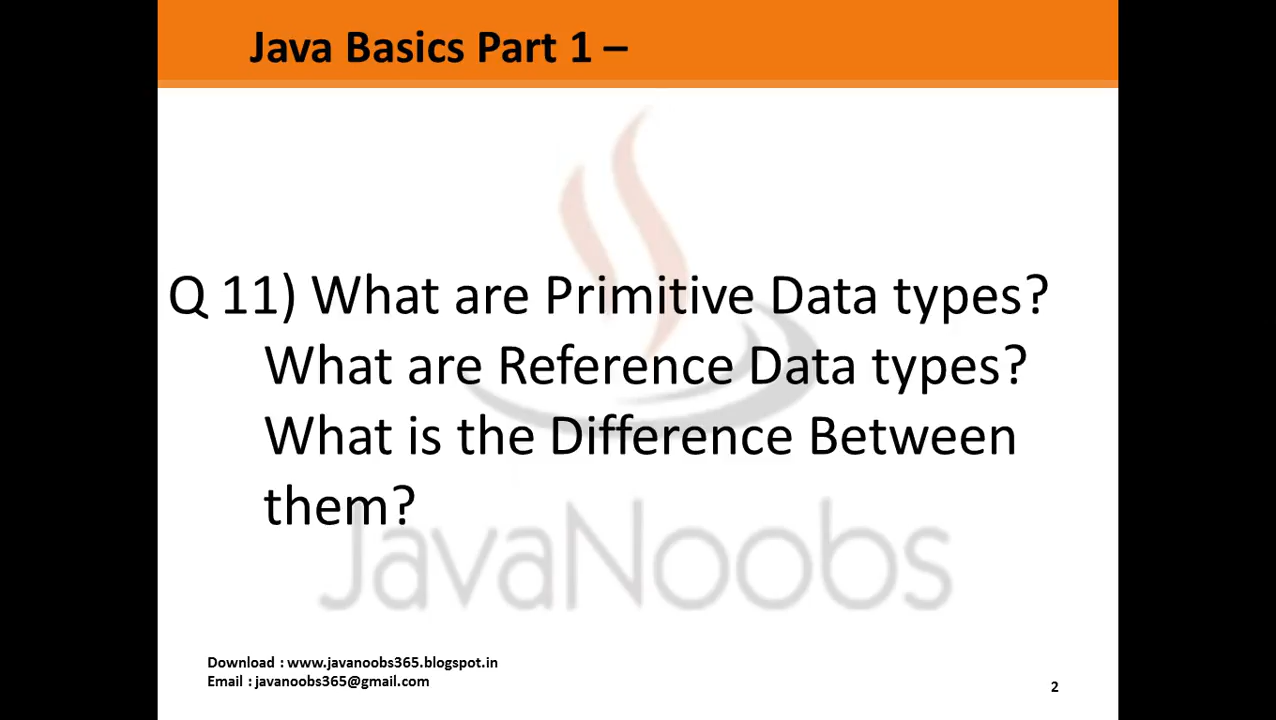 Java Basics Part 1 –
Q 11) What are Primitive Data types?
What are Reference Data types?
What is the Difference Between
them?
JavaNoobs
Download : www.javanoobs365.blogspot.in
Email : javanoobs365@gmail.com
2